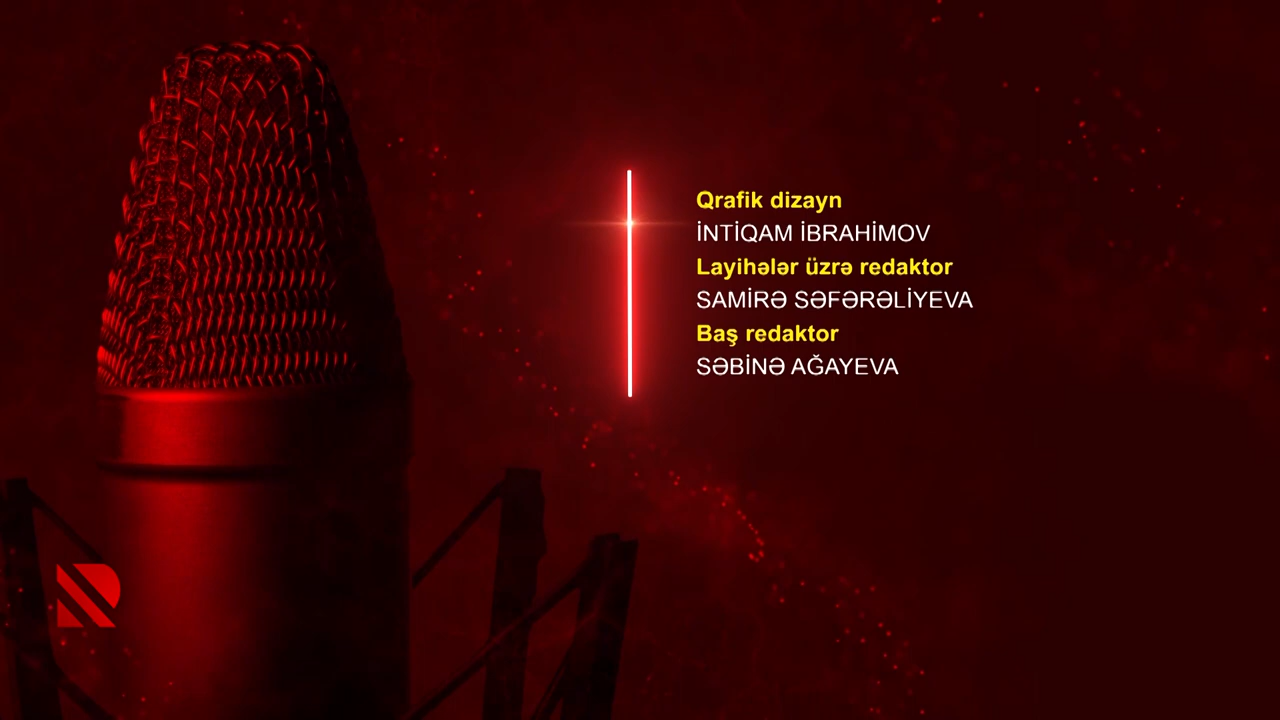 Qrafik dizayn
İNTİQAM İBRAHİMOV
Layihələr üzrə redaktor
SAMİRƏ SƏFƏRƏLİYEVA
Baş redaktor
SƏBİNƏ AĞAYEVA